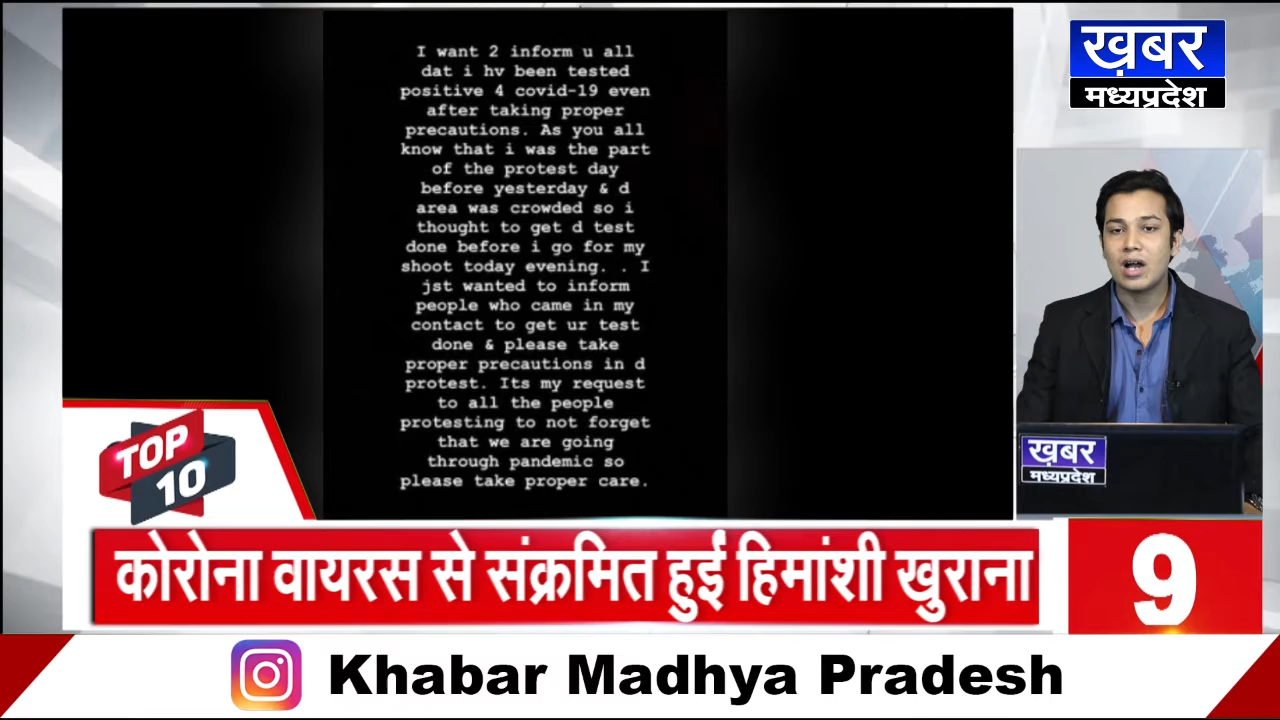 I want 2 inform u all
dat i hv been tested
positive 4 covid-19 even
after taking proper
precautions. As you all
know that i was the part
of the protest day
before yesterday & d
area was crowded so i
thought to get d test
done before i go for my
shoot today evening. . I
jst wanted to inform
people who came in my
contact to get ur test
done & please take
proper precautions in d
protest. Its my request
to all the people
protesting to not forget
that we are going
through pandemic so
please take proper care.
ख़बर
मध्यप्रदेश
ख़बर
मध्यप्रदेश
TOP
10
कोरोना वायरस से संक्रमित हुईं हिमांशी खुराना
9
Khabar Madhya Pradesh